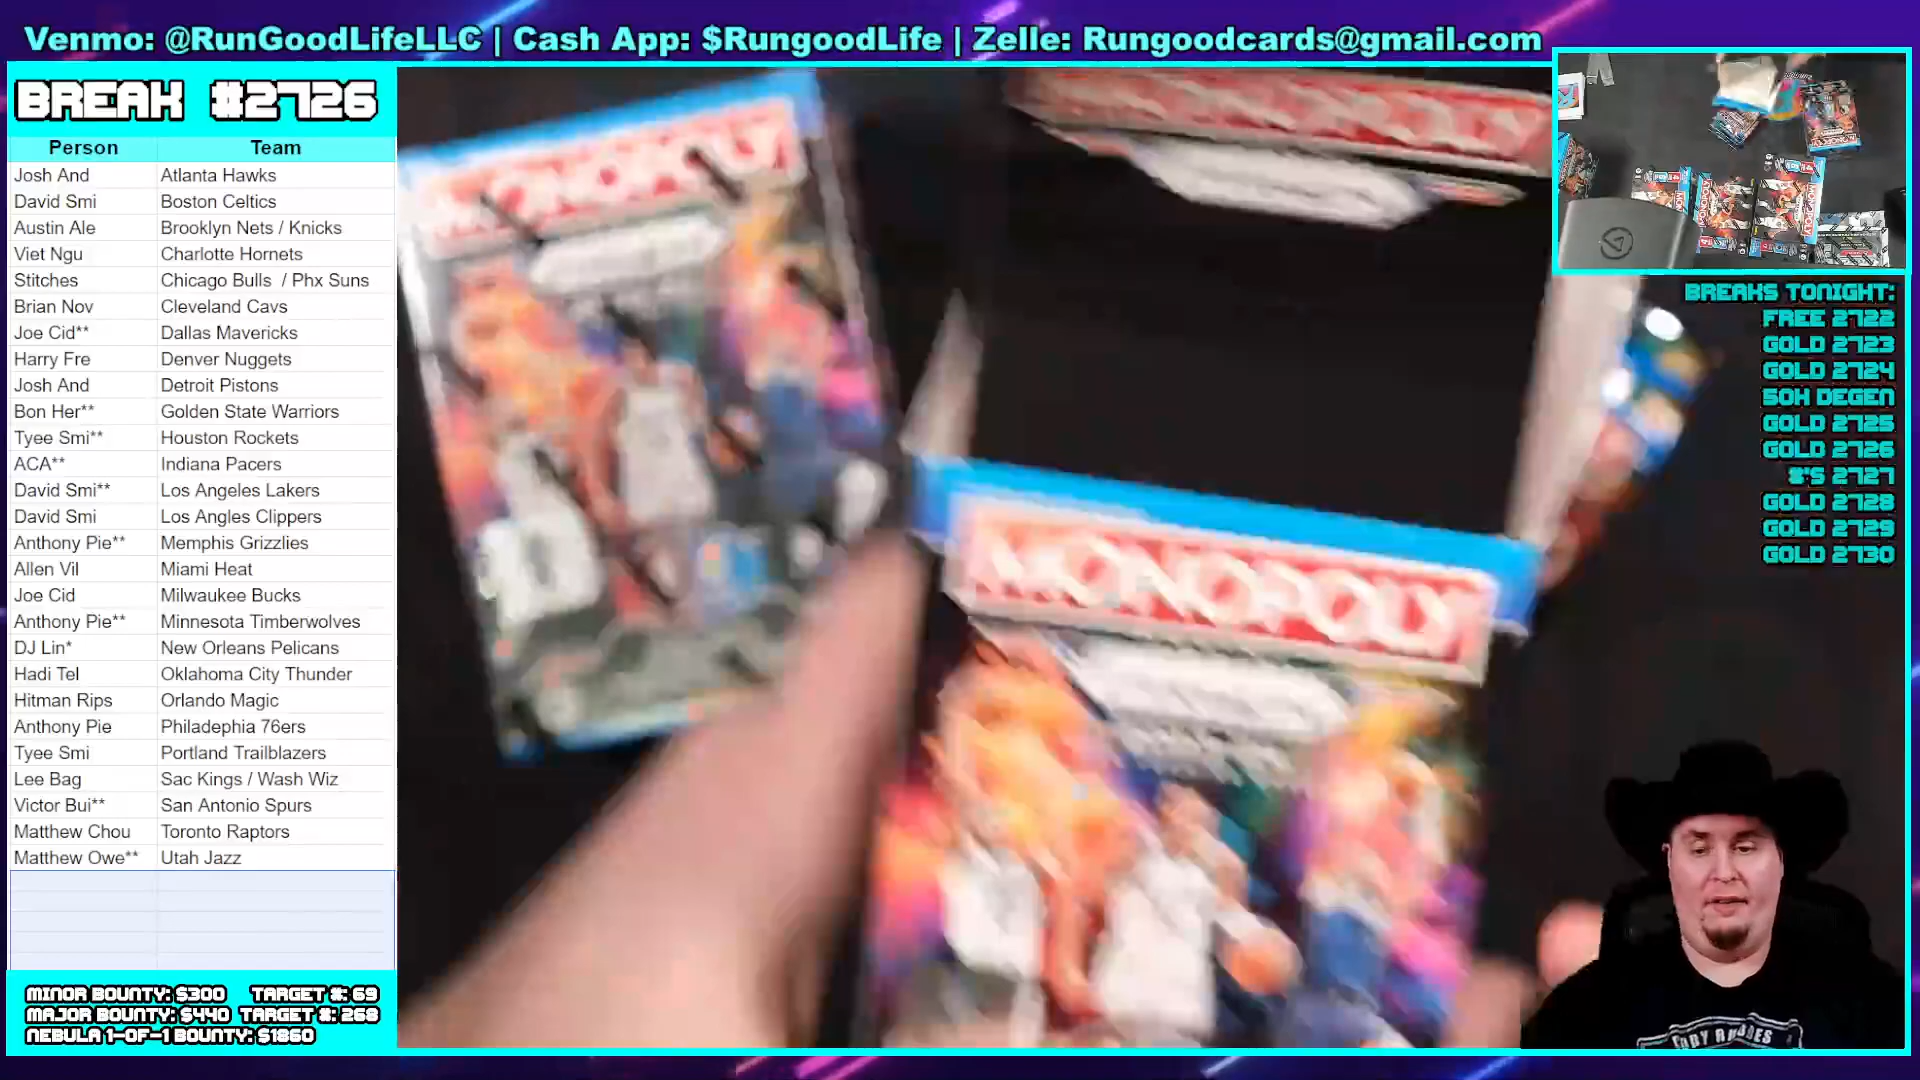 Venmo: @RunGoodLifeLLC | Cash App: $RungoodLife | Zelle: Rungoodcards@gmail.com
BREAK #2726
Person Team
Josh And Atlanta Hawks
David Smi Boston Celtics
Austin Ale Brooklyn Nets / Knicks
Viet Ngu Charlotte Hornets
Stitches Chicago Bulls / Phx Suns
Brian Nov Cleveland Cavs
Joe Cid** Dallas Mavericks
Harry Fre Denver Nuggets
Josh And Detroit Pistons
Bon Her** Golden State Warriors
Tyee Smi** Houston Rockets
ACA** Indiana Pacers
David Smi** Los Angeles Lakers
David Smi Los Angles Clippers
Anthony Pie** Memphis Grizzlies
Allen Vil Miami Heat
Joe Cid Milwaukee Bucks
Anthony Pie** Minnesota Timberwolves
DJ Lin* New Orleans Pelicans
Hadi Tel Oklahoma City Thunder
Hitman Rips Orlando Magic
Anthony Pie Philadephia 76ers
Tyee Smi Portland Trailblazers
Lee Bag Sac Kings / Wash Wiz
Victor Bui** San Antonio Spurs
Matthew Chou Toronto Raptors
Matthew Owe** Utah Jazz
MINOR BOUNTY: $300 TARGET #: 69
MAJOR BOUNTY: $440 TARGET #: 268
NEBULA 1-OF-1 BOUNTY: $1860
MONOPOLY
MONOPOLY
MONOPOLY
BREAKS TONIGHT:
FREE 2722
GOLD 2723
GOLD 2724
50H DEGEN
GOLD 2725
GOLD 2726
#'S 2727
GOLD 2728
GOLD 2729
GOLD 2730
CODY RHODES